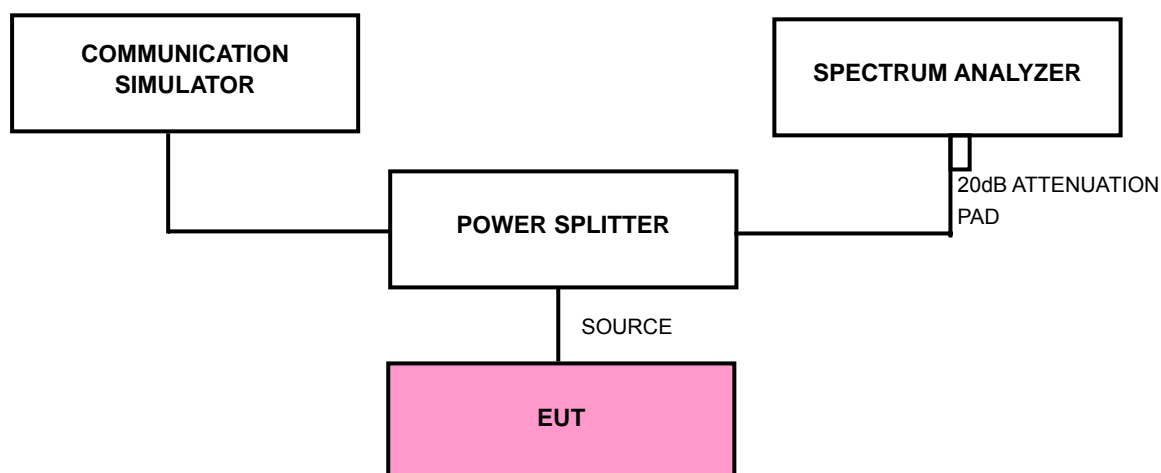 COMMUNICATION
SIMULATOR
SPECTRUM ANALYZER
20dB ATTENUATION
PAD
POWER SPLITTER
SOURCE
EUT